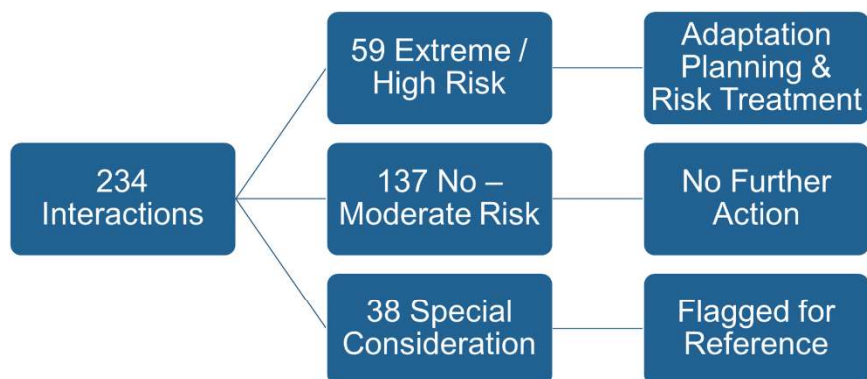 234
Interactions
59 Extreme /
High Risk
Adaptation
Planning &
Risk Treatment
137 No –
Moderate Risk
No Further
Action
38 Special
Consideration
Flagged for
Reference